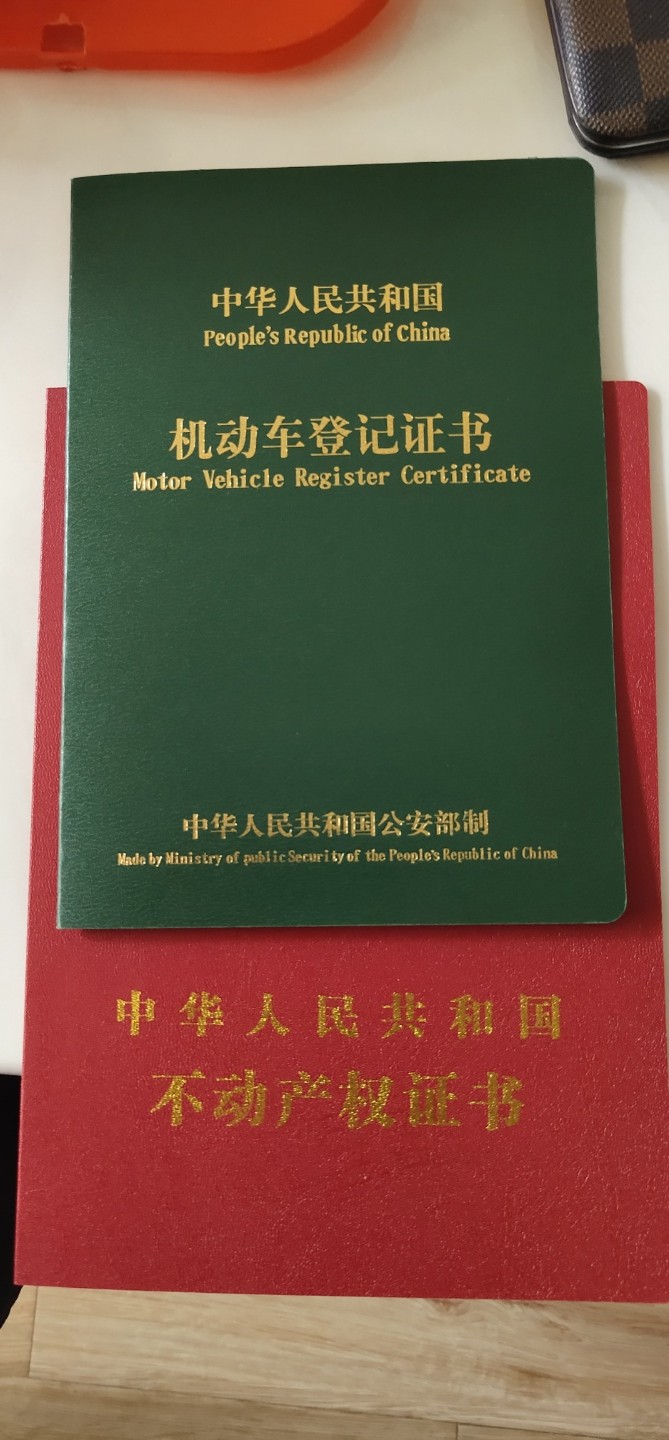 中华人民共和国
People's Republic of China
机动车登记证书
Motor Vehicle Register Certificate
中华人民共和国公安部制
Made by Ministry of public Security of the People's Republic of China
中华人民共和国
不动产权证书